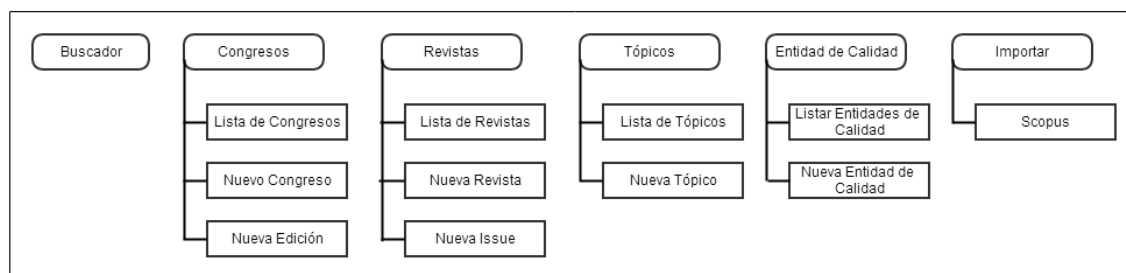 Buscador
Congresos
Revistas
Tópicos
Entidad de Calidad
Importar
Lista de Congresos
Lista de Revistas
Lista de Tópicos
Listar Entidades de
Calidad
Scopus
Nuevo Congreso
Nueva Revista
Nueva Tópico
Nueva Entidad de
Calidad
Nueva Edición
Nueva Issue